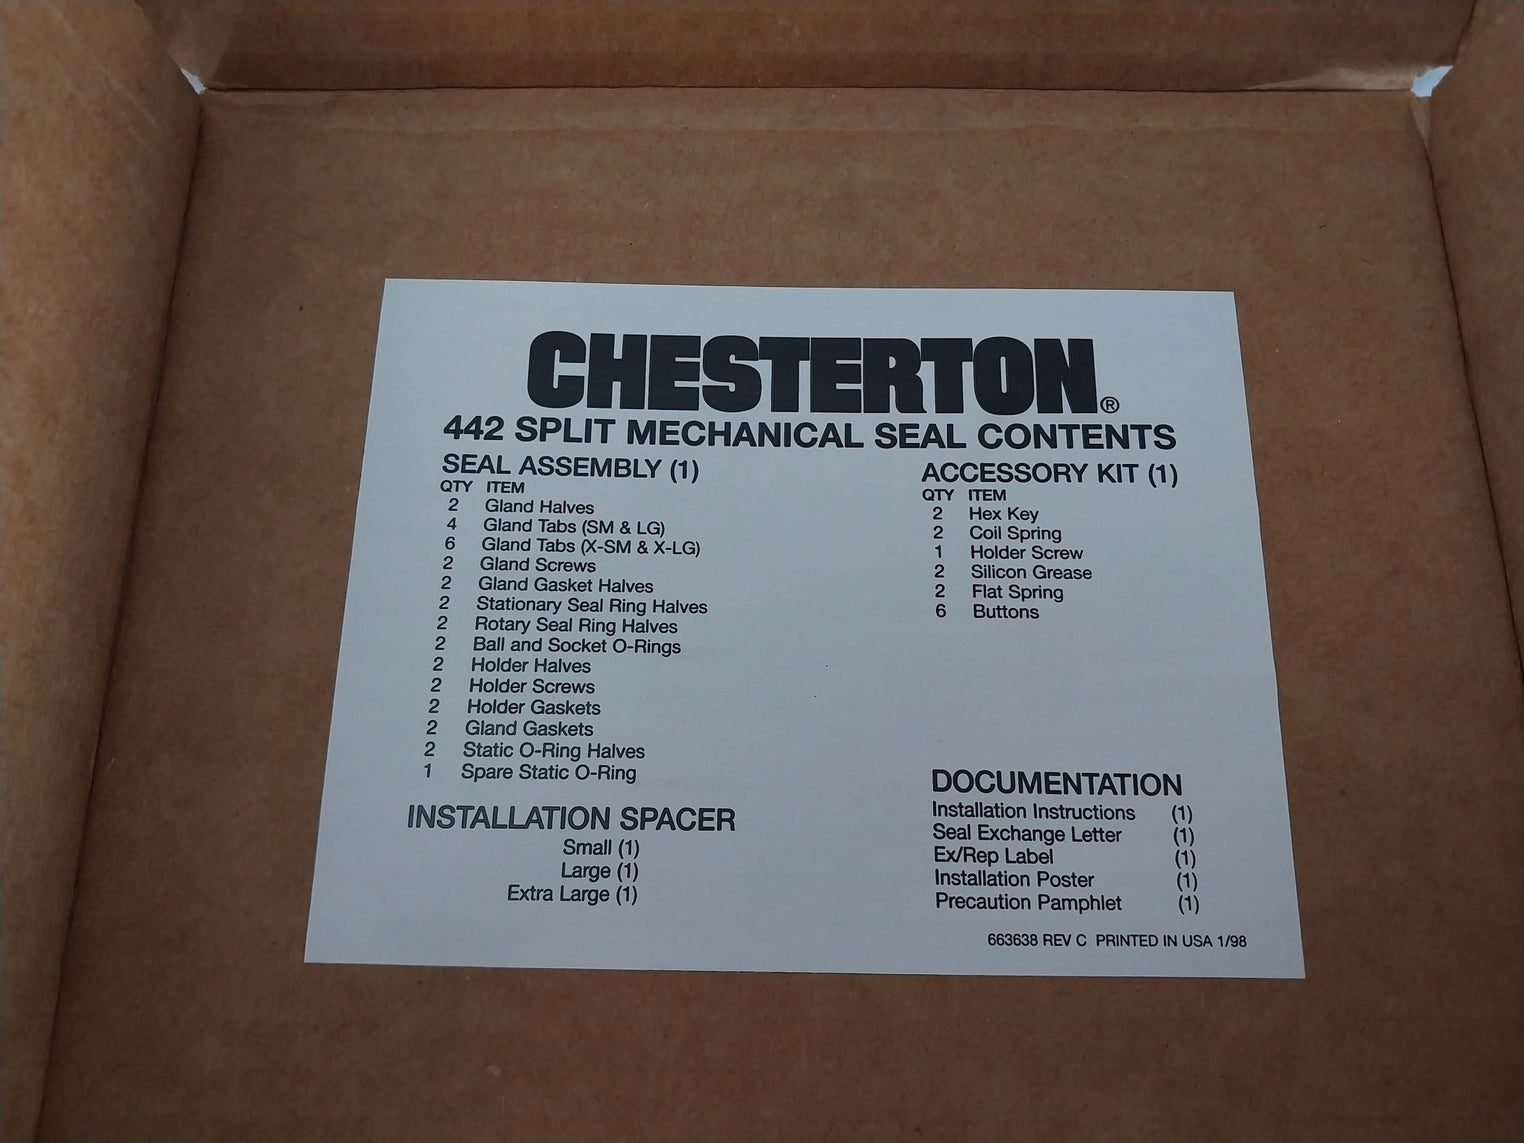 CHESTERTON®
442 SPLIT MECHANICAL SEAL CONTENTS
SEAL ASSEMBLY (1)
QTY ITEM
2 Gland Halves
4 Gland Tabs (SM & LG)
6 Gland Tabs (X-SM & X-LG)
2 Gland Screws
2 Gland Gasket Halves
2 Stationary Seal Ring Halves
2 Rotary Seal Ring Halves
2 Ball and Socket O-Rings
2 Holder Halves
2 Holder Screws
2 Holder Gaskets
2 Gland Gaskets
2 Static O-Ring Halves
1 Spare Static O-Ring
INSTALLATION SPACER
Small (1)
Large (1)
Extra Large (1)
ACCESSORY KIT (1)
QTY ITEM
2 Hex Key
2 Coil Spring
1 Holder Screw
2 Silicon Grease
2 Flat Spring
6 Buttons
DOCUMENTATION
Installation Instructions (1)
Seal Exchange Letter (1)
Ex/Rep Label (1)
Installation Poster (1)
Precaution Pamphlet (1)
663638 REV C PRINTED IN USA 1/98